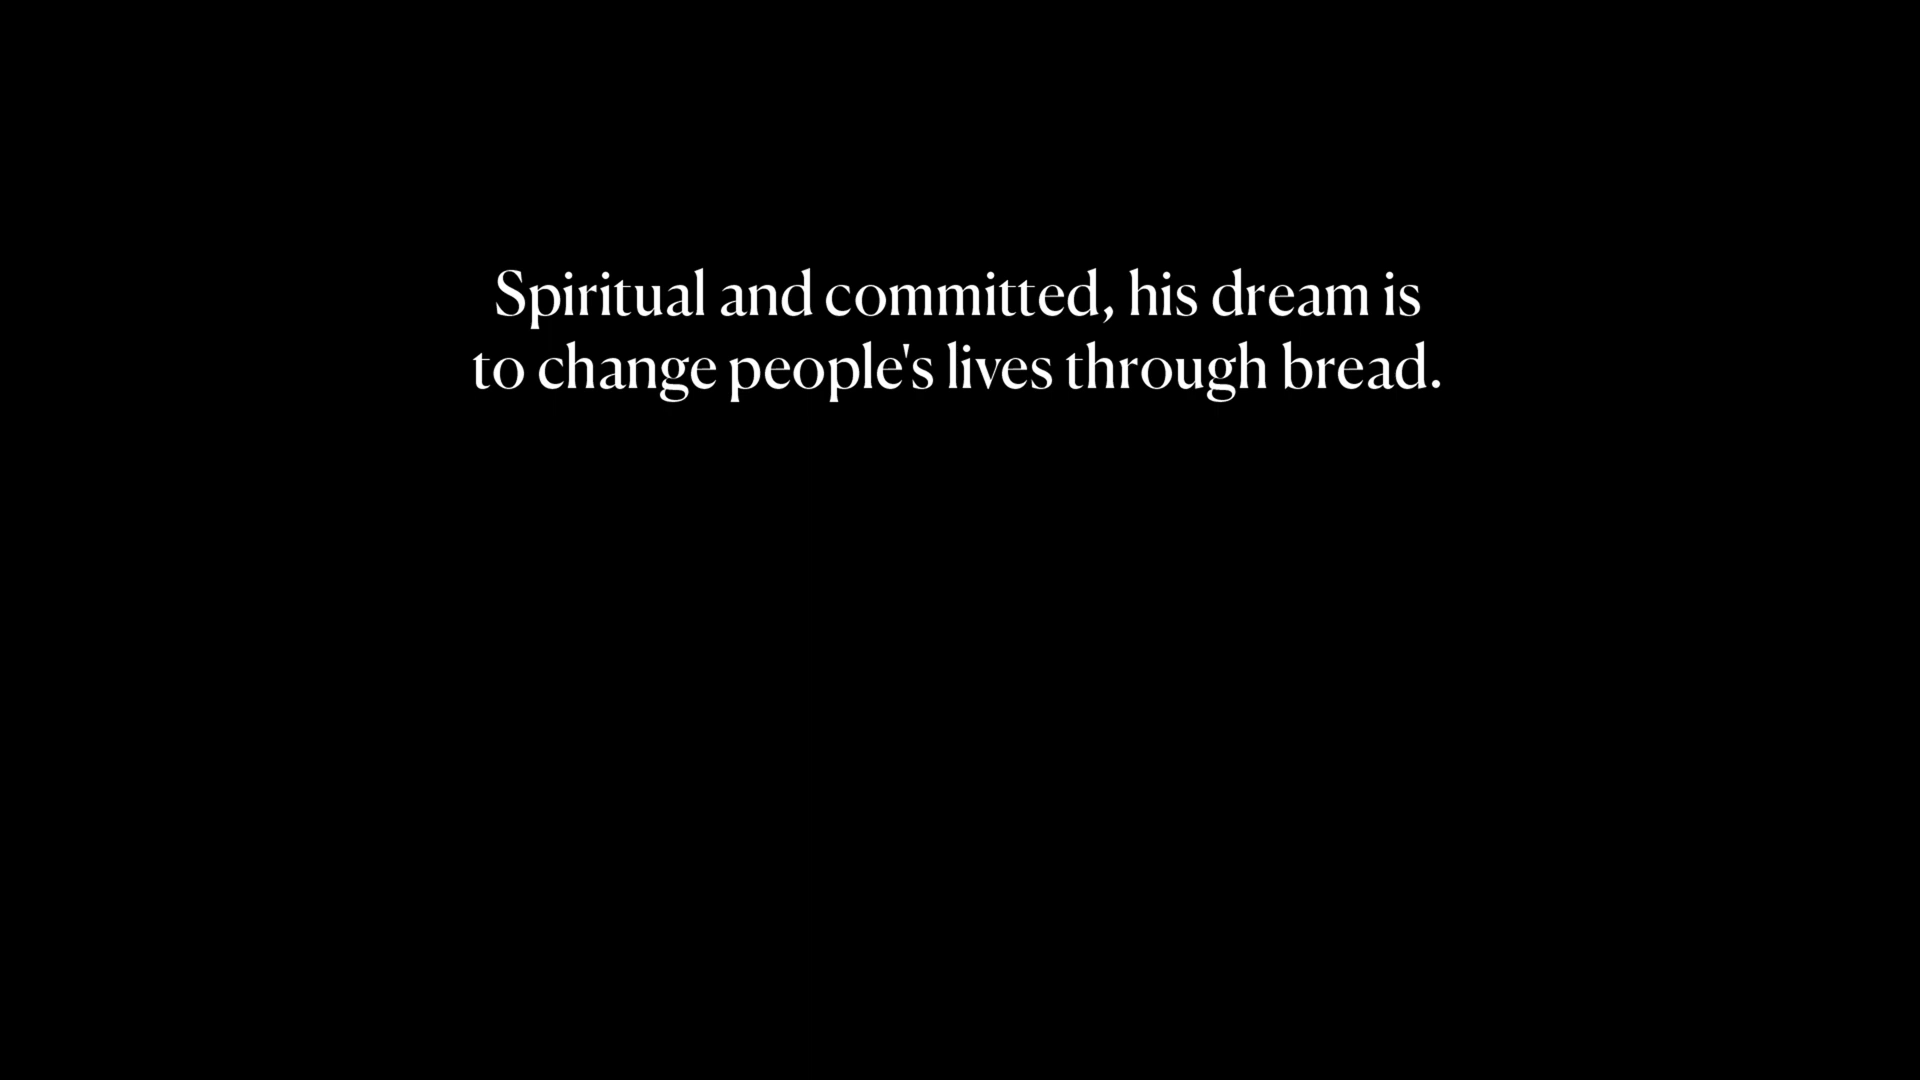 Spiritual and committed, his dream is
to change people's lives through bread.